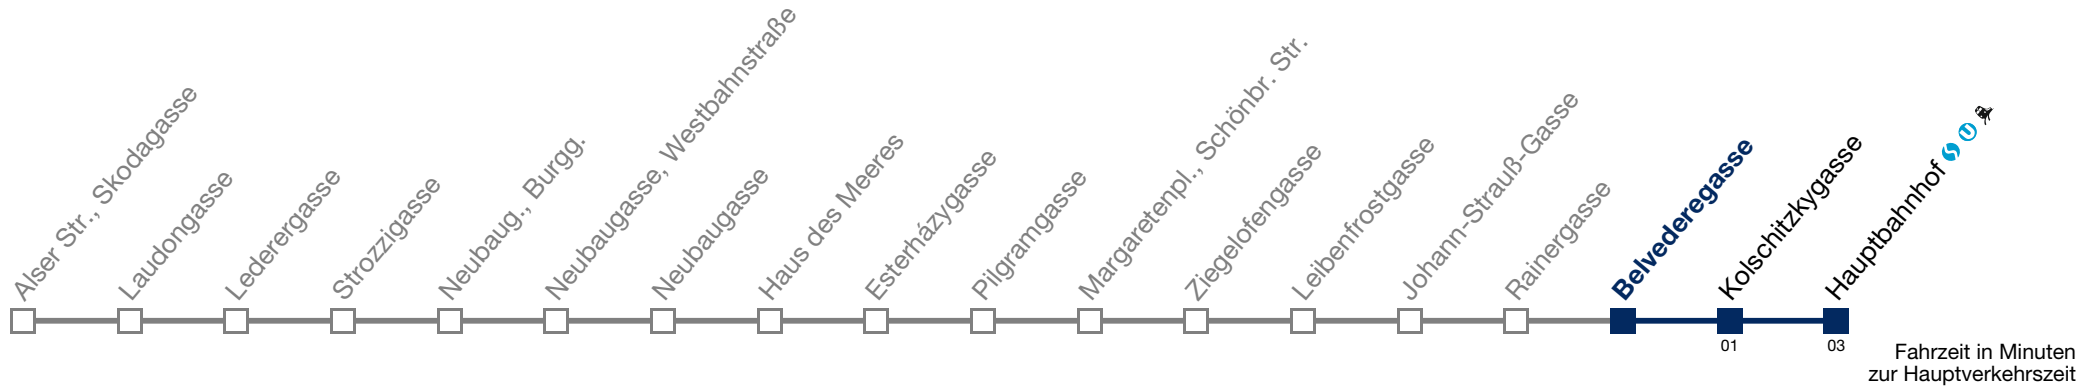 Alser Str., Skodagasse
Laudongasse
Lederergasse
Strozzigasse
Neubaug., Burgg.
Neubaugasse, Westbahnstraße
Neubaugasse
Haus des Meeres
Esterházygasse
Pilgramgasse
Margaretenpl., Schönbr. Str.
Ziegelofengasse
Leibenfrostgasse
Johann-Strauß-Gasse
Rainergasse
Belvederegasse
Kolschitzkygasse
Hauptbahnhof S U
01
03
Fahrzeit in Minuten
zur Hauptverkehrszeit